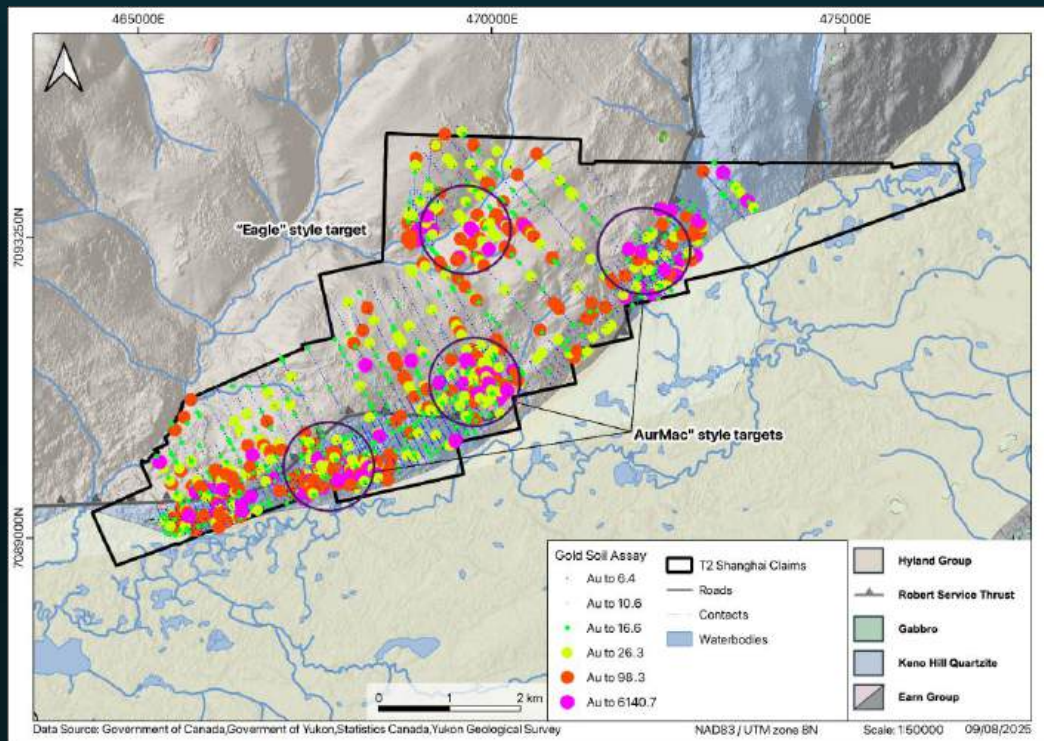 465000E
470000E
475000E
7093250N
"Eagle" style target
AurMac" style targets
7089000N
Gold Soil Assay
Au to 6.4
Au to 10.6
Au to 16.6
Au to 26.3
Au to 98.3
Au to 6140.7
T2 Shanghai Claims
Roads
Contacts
Waterbodies
Hyland Group
Robert Service Thrust
Gabbro
Keno Hill Quartzite
Earn Group
0 1 2 km
Data Source: Government of Canada,Goverment of Yukon,Statistics Canada,Yukon Geological Survey
NAD83 / UTM zone 8N
Scale: 1:50000
09/08/2025